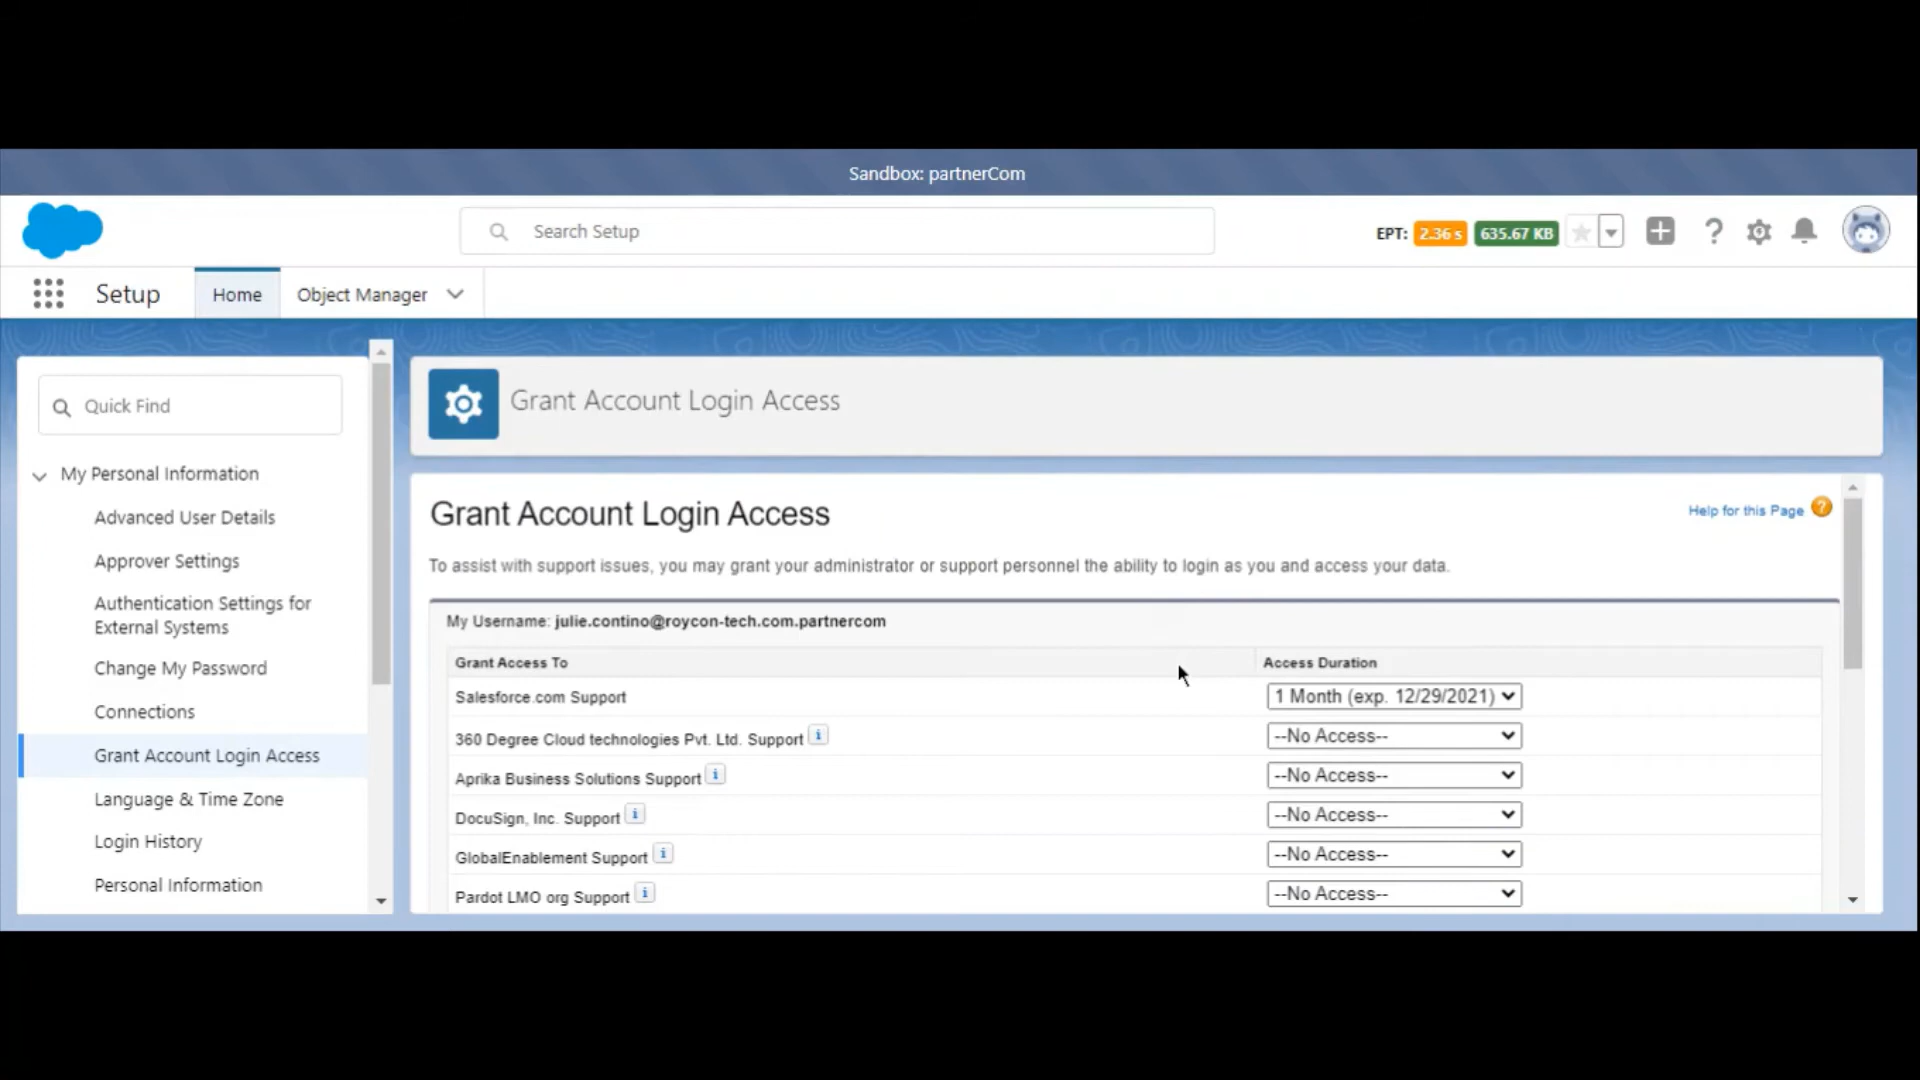 Sandbox: partnerCom
Search Setup
EPT: 2.36 s 635.67 KB
Setup
Home
Object Manager
Quick Find
My Personal Information
Advanced User Details
Approver Settings
Authentication Settings for
External Systems
Change My Password
Connections
Grant Account Login Access
Language & Time Zone
Login History
Personal Information
Grant Account Login Access
Grant Account Login Access
Help for this Page ?
To assist with support issues, you may grant your administrator or support personnel the ability to login as you and access your data.
My Username: julie.contino@roycon-tech.com.partnercom
Grant Access To Access Duration
Salesforce.com Support 1 Month (exp. 12/29/2021)
360 Degree Cloud technologies Pvt. Ltd. Support i --No Access--
Aprika Business Solutions Support i --No Access--
DocuSign, Inc. Support i --No Access--
GlobalEnablement Support i --No Access--
Pardot LMO org Support i --No Access--